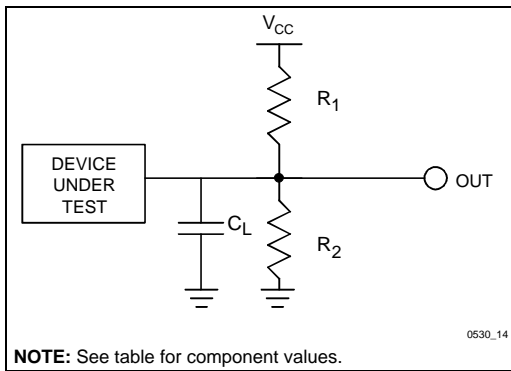 VCC
R1
DEVICE
UNDER
TEST
OUT
CL
R2
0530_14
NOTE: See table for component values.